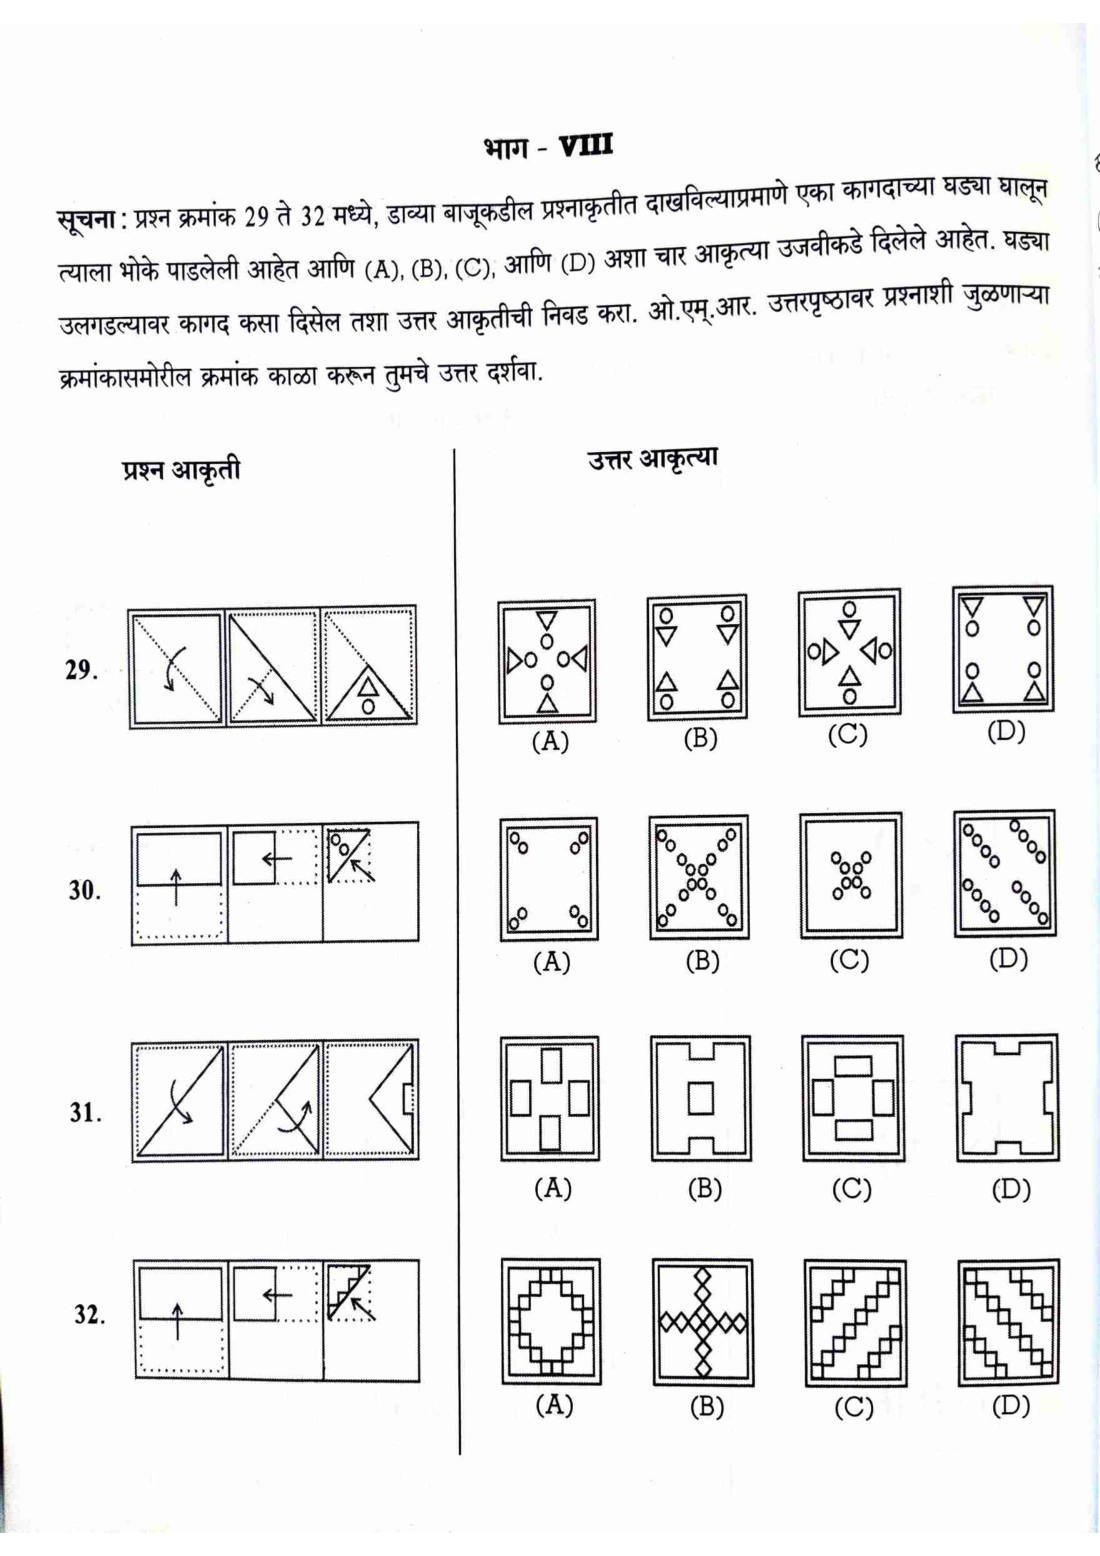 भाग - VIII
सूचना : प्रश्न क्रमांक 29 ते 32 मध्ये, डाव्या बाजूकडील प्रश्नाकृतीत दाखविल्याप्रमाणे एका कागदाच्या घड्या घालून
त्याला भोके पाडलेली आहेत आणि (A), (B), (C), आणि (D) अशा चार आकृत्या उजवीकडे दिलेले आहेत. घड्या
उलगडल्यावर कागद कसा दिसेल तशा उत्तर आकृतीची निवड करा. ओ.एम्.आर. उत्तरपृष्ठावर प्रश्नाशी जुळणाऱ्या
क्रमांकासमोरील क्रमांक काळा करून तुमचे उत्तर दर्शवा.
प्रश्न आकृती
उत्तर आकृत्या
29.
(A) (B) (C) (D)
30.
(A) (B) (C) (D)
31.
(A) (B) (C) (D)
32.
(A) (B) (C) (D)